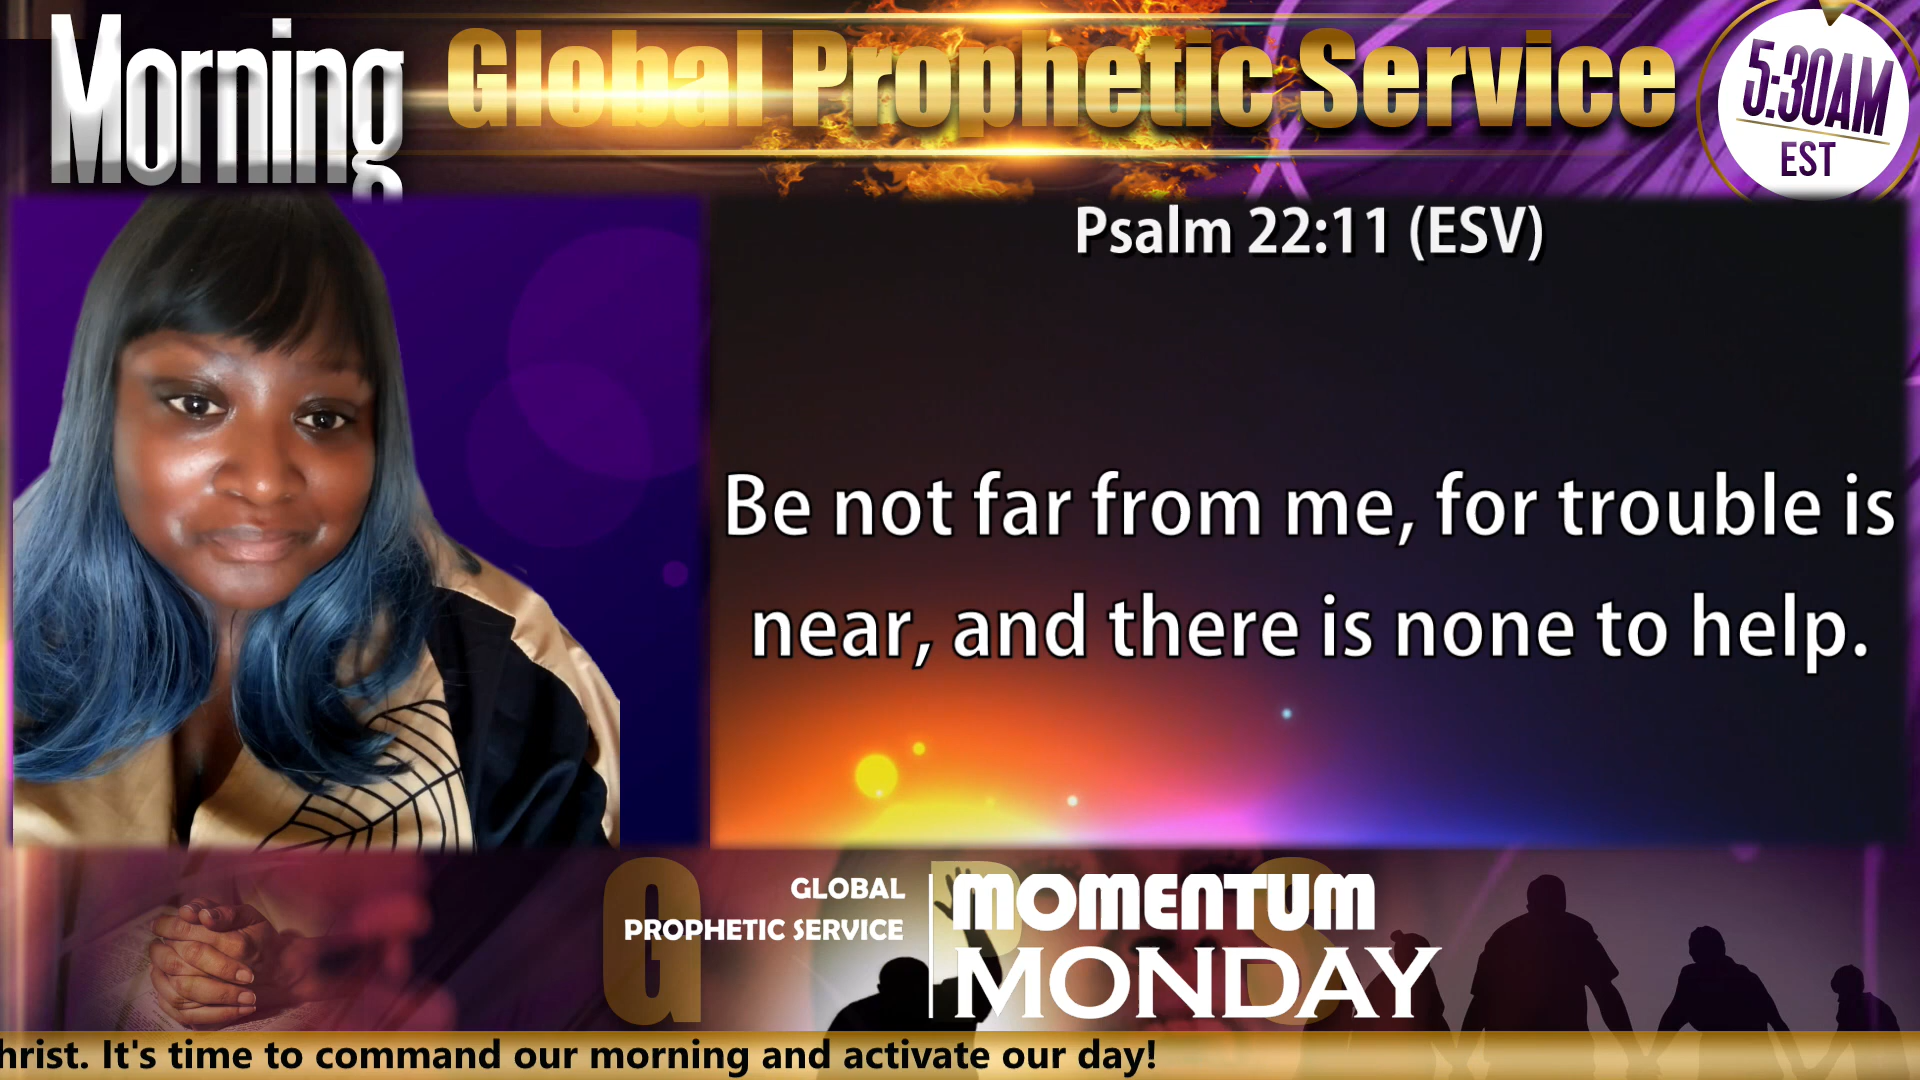 Morning
Global Prophetic Service
5:30AM
EST
Psalm 22:11 (ESV)
Be not far from me, for trouble is
near, and there is none to help.
G P S
GLOBAL
PROPHETIC SERVICE
MOMENTUM
MONDAY
hrist. It's time to command our morning and activate our day!